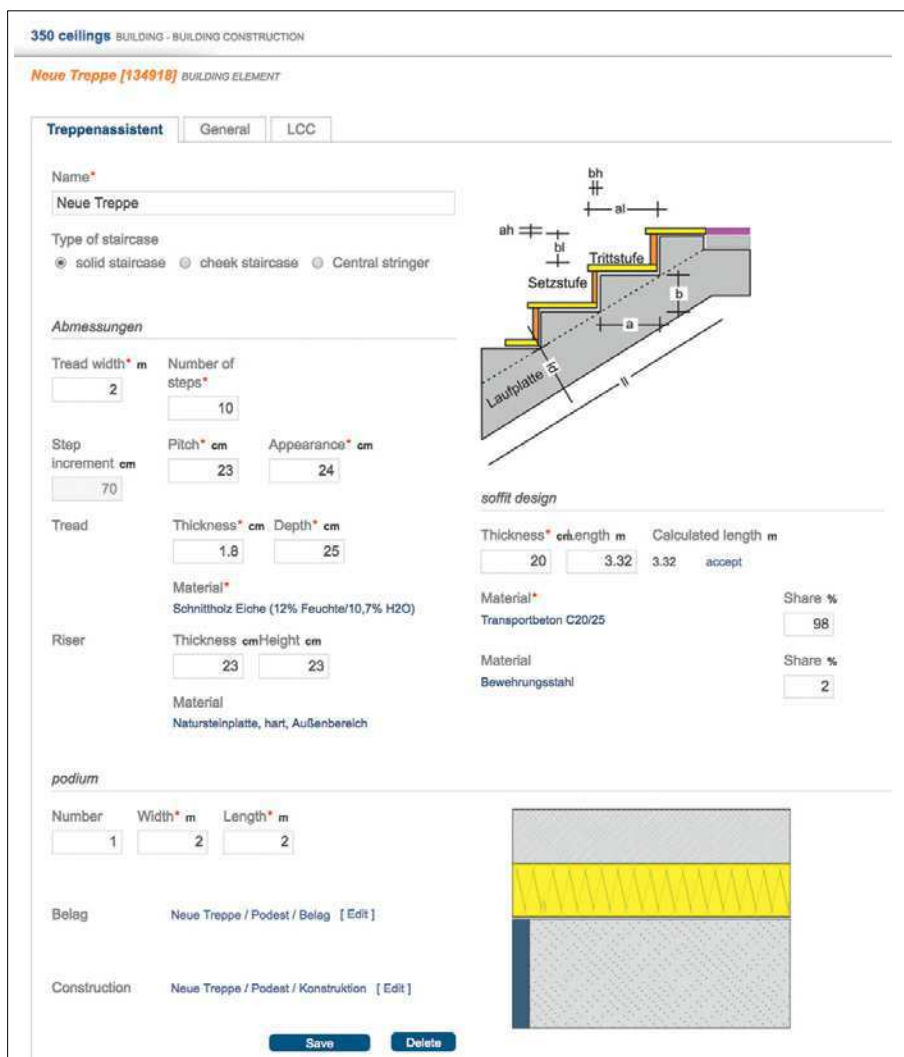 350 ceilings BUILDING - BUILDING CONSTRUCTION
Neue Treppe [134918] BUILDING ELEMENT
Treppenassistent General LCC
Name*
Neue Treppe
Type of staircase
solid staircase cheek staircase Central stringer
bh
al
ah
bl
Trittstufe
Setzstufe
b
a
Laufplatte
ld
ll
Abmessungen
Tread width* m Number of steps*
2 10
Step increment cm Pitch* cm Appearance* cm
70 23 24
Tread Thickness* cm Depth* cm
1.8 25
Material*
Schnittholz Eiche (12% Feuchte/10,7% H2O)
Riser Thickness cm Height cm
23 23
Material
Natursteinplatte, hart, Außenbereich
soffit design
Thickness* cm Length m Calculated length m
20 3.32 3.32 accept
Material* Share %
Transportbeton C20/25 98
Material Share %
Bewehrungsstahl 2
podium
Number Width* m Length* m
1 2 2
Belag Neue Treppe / Podest / Belag [ Edit ]
Construction Neue Treppe / Podest / Konstruktion [ Edit ]
Save Delete